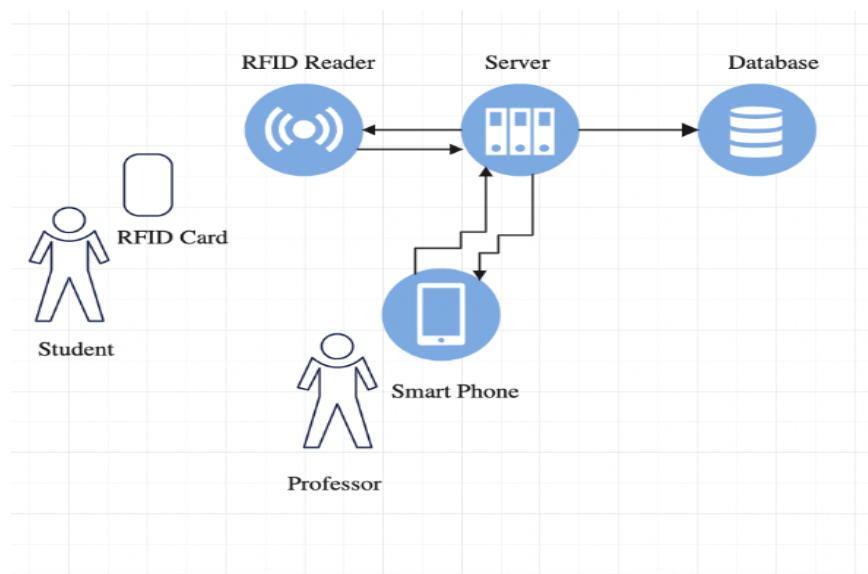 RFID Reader
Server
Database
RFID Card
Student
Smart Phone
Professor